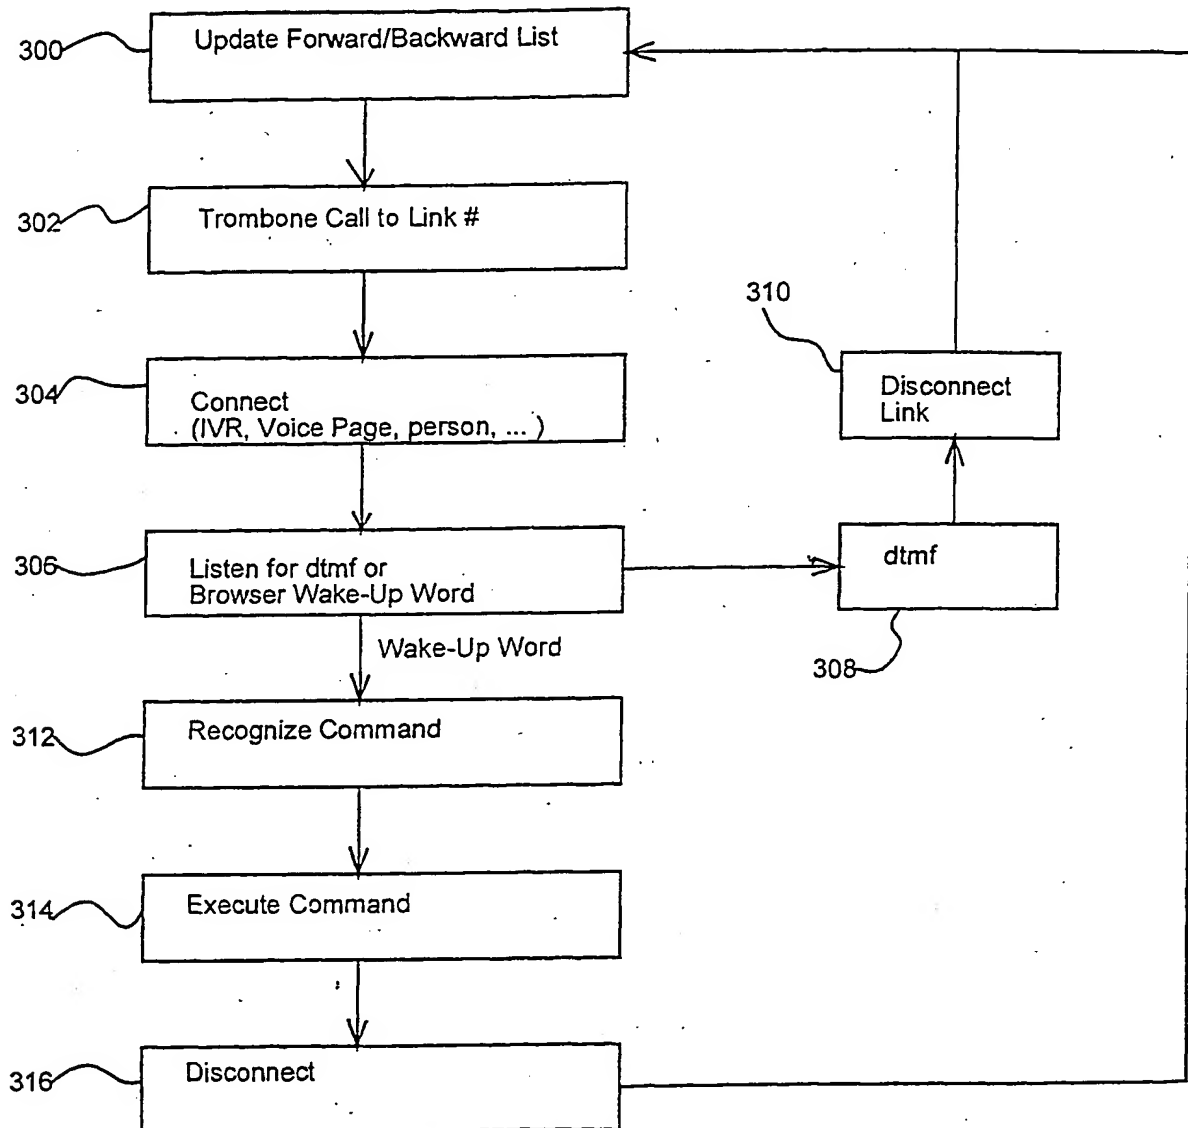 300
Update Forward/Backward List
302
Trombone Call to Link #
310
304
Connect
(IVR, Voice Page, person, ... )
Disconnect
Link
306
Listen for dtmf or
Browser Wake-Up Word
dtmf
Wake-Up Word
308
312
Recognize Command
314
Execute Command
316
Disconnect